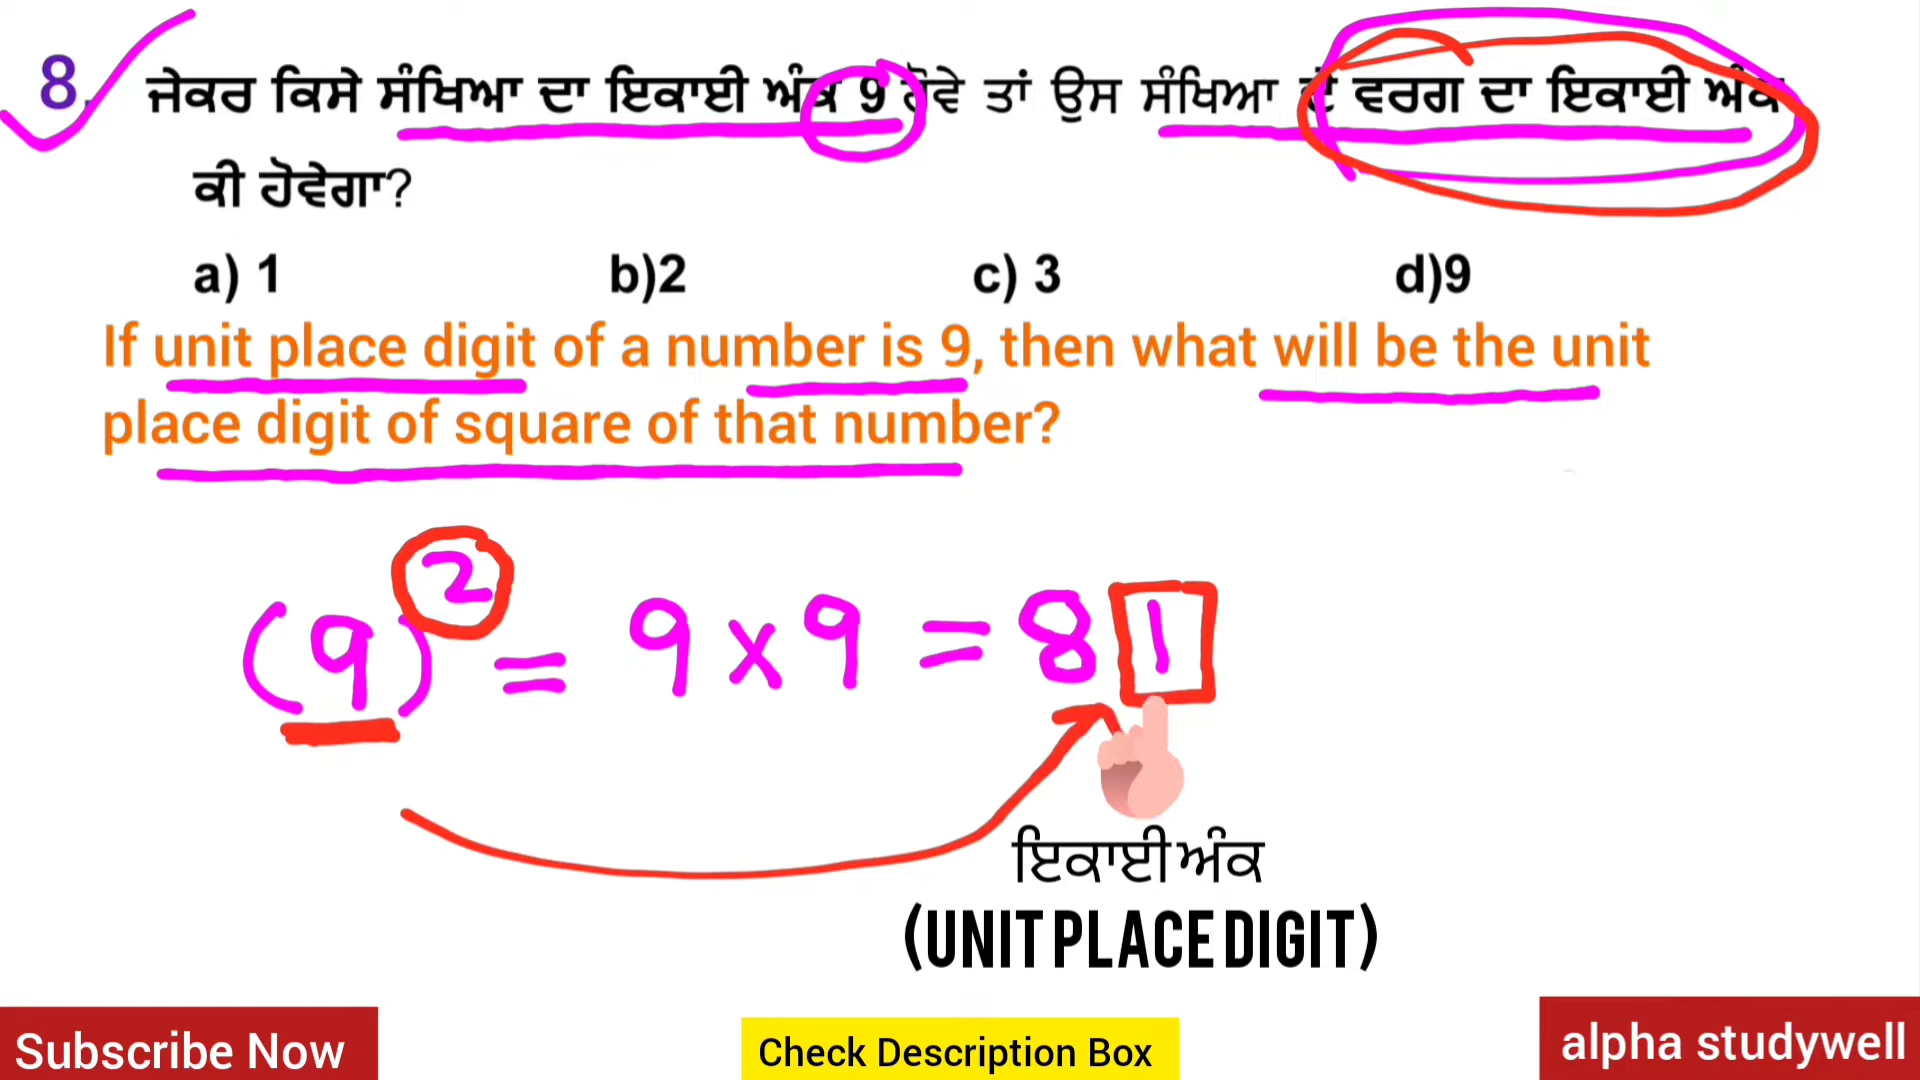 8. ਜੇਕਰ ਕਿਸੇ ਸੰਖਿਆ ਦਾ ਇਕਾਈ ਅੰਕ 9 ਹੋਵੇ ਤਾਂ ਉਸ ਸੰਖਿਆ ਦੇ ਵਰਗ ਦਾ ਇਕਾਈ ਅੰਕ
ਕੀ ਹੋਵੇਗਾ?
a) 1 b)2 c) 3 d)9
If unit place digit of a number is 9, then what will be the unit
place digit of square of that number?
(9)² = 9 x 9 = 81
ਇਕਾਈ ਅੰਕ
(UNIT PLACE DIGIT)
Subscribe Now
Check Description Box
alpha studywell